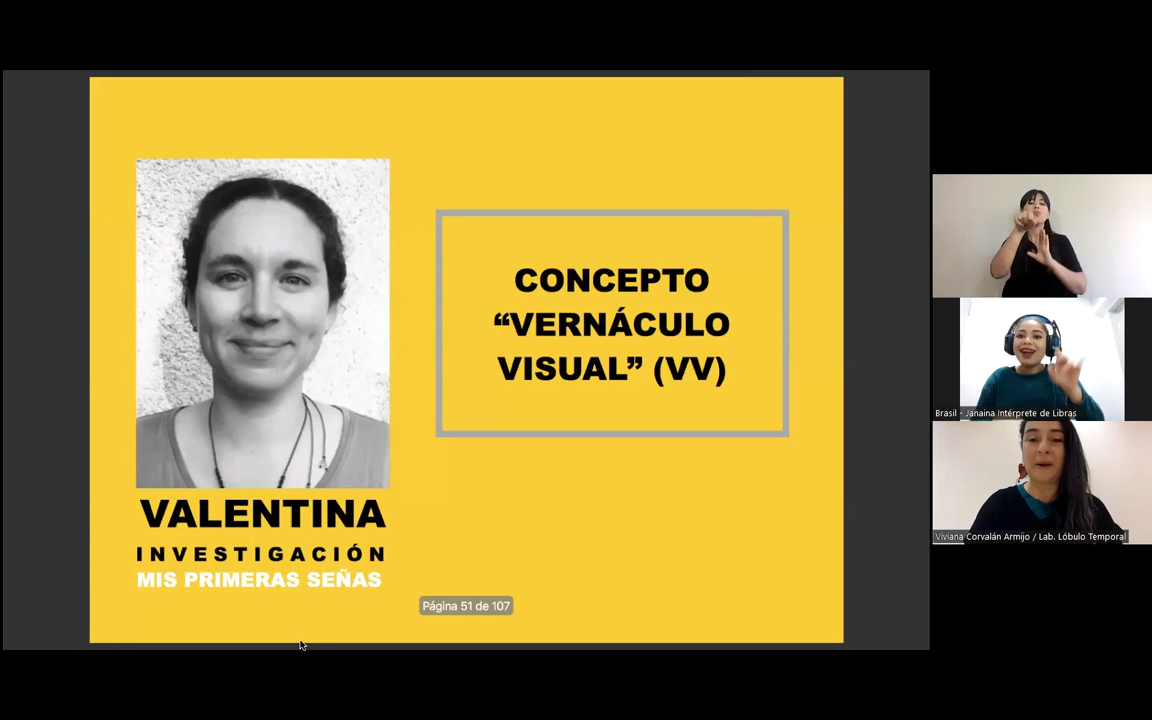 CONCEPTO
“VERNÁCULO
VISUAL” (VV)
VALENTINA
INVESTIGACIÓN
MIS PRIMERAS SEÑAS
Página 51 de 107
Brasil - Janaina Intérprete de Libras
Viviana Corvalán Armijo / Lab. Lóbulo Temporal